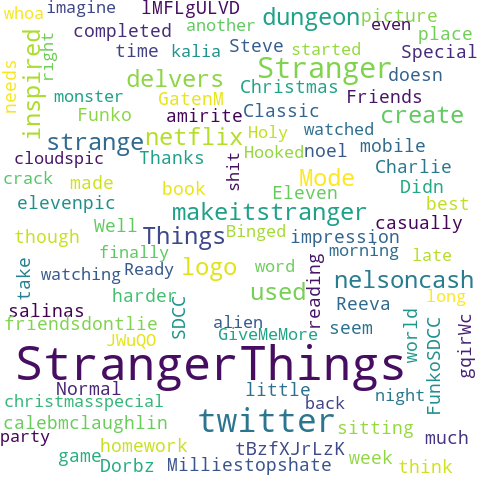 whoa
imagine
lMFLgULVD
dungeon
picture
completed
another
even
place
needs
inspired
right
time
kalia
Steve
started
Special
delvers
Stranger
doesn
monster
Christmas
Friends
GatenM
Funko
amirite
Classic
create
strange
netflix
Holy
watched
mobile
cloudspic
Thanks
shit
Hooked
noel
Charlie
crack
made
book
Mode
Eleven
Didn
elevenpic
makeitstranger
best
Well
Things
Binged
impression
casually
though
finally
morning
late
take
watching
Ready
logo
word
reading
nelsoncash
harder
SDCC
used
Reeva
long
salinas
alien
friendsdontlie
GiveMeMore
seem
world
FunkoSDCC
gqirWc
JWuQO
StrangerThings
Normal
little
night
christmasspecial
back
calebmclaughlin
twitter
sitting
party
homework
tBzfXJrLzK
much
game
Dorbz
Milliestopshate
week
think